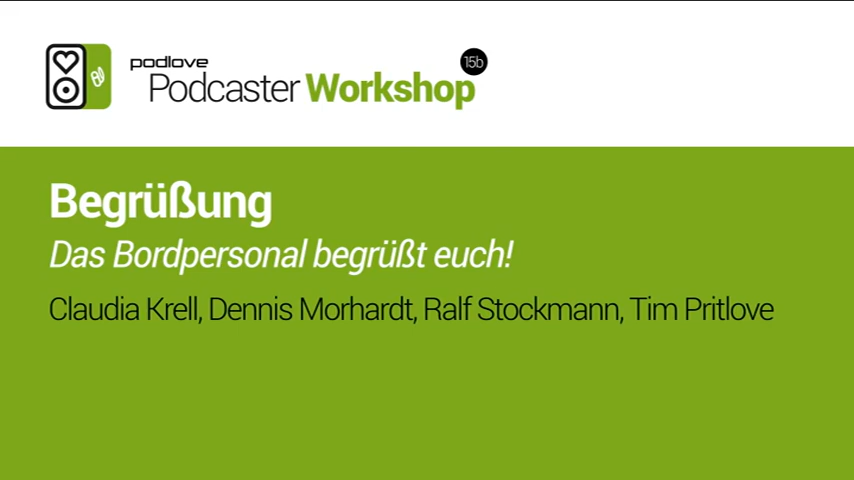 podlove
Podcaster Workshop 15b
Begrüßung
Das Bordpersonal begrüßt euch!
Claudia Krell, Dennis Morhardt, Ralf Stockmann, Tim Pritlove